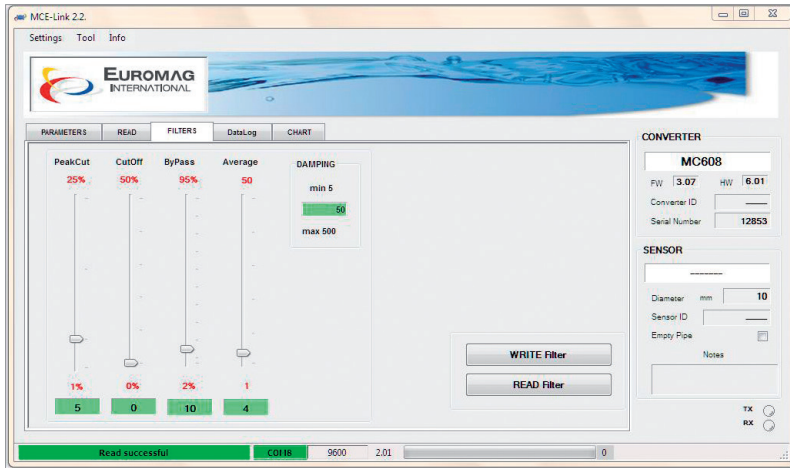 MCE-Link 2.2.
Settings Tool Info
EUROMAG
INTERNATIONAL
PARAMETERS READ FILTERS DataLog CHART
PeakCut CutOff ByPass Average
25% 50% 95% 50
1% 0% 2% 1
5 0 10 4
DAMPING
min 5
50
max 500
WRITE Filter
READ Filter
CONVERTER
MC608
FW 3.07 HW 6.01
Converter ID
Serial Number 12853
SENSOR
-------
Diameter mm 10
Sensor ID
Empty Pipe
Notes
TX
RX
Read successful COM8 9600 2.01 0